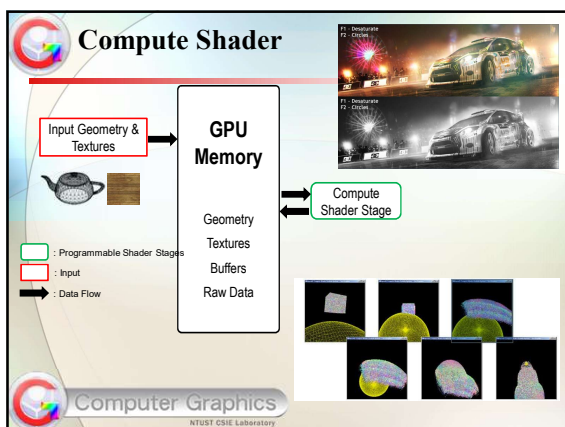 Compute Shader
F1 - Desaturate
F2 - Circles
F1 - Desaturate
F2 - Circles
Input Geometry &
Textures
GPU
Memory
Geometry
Textures
Buffers
Raw Data
Compute
Shader Stage
: Programmable Shader Stages
: Input
: Data Flow
Computer Graphics
NTUST CSIE Laboratory